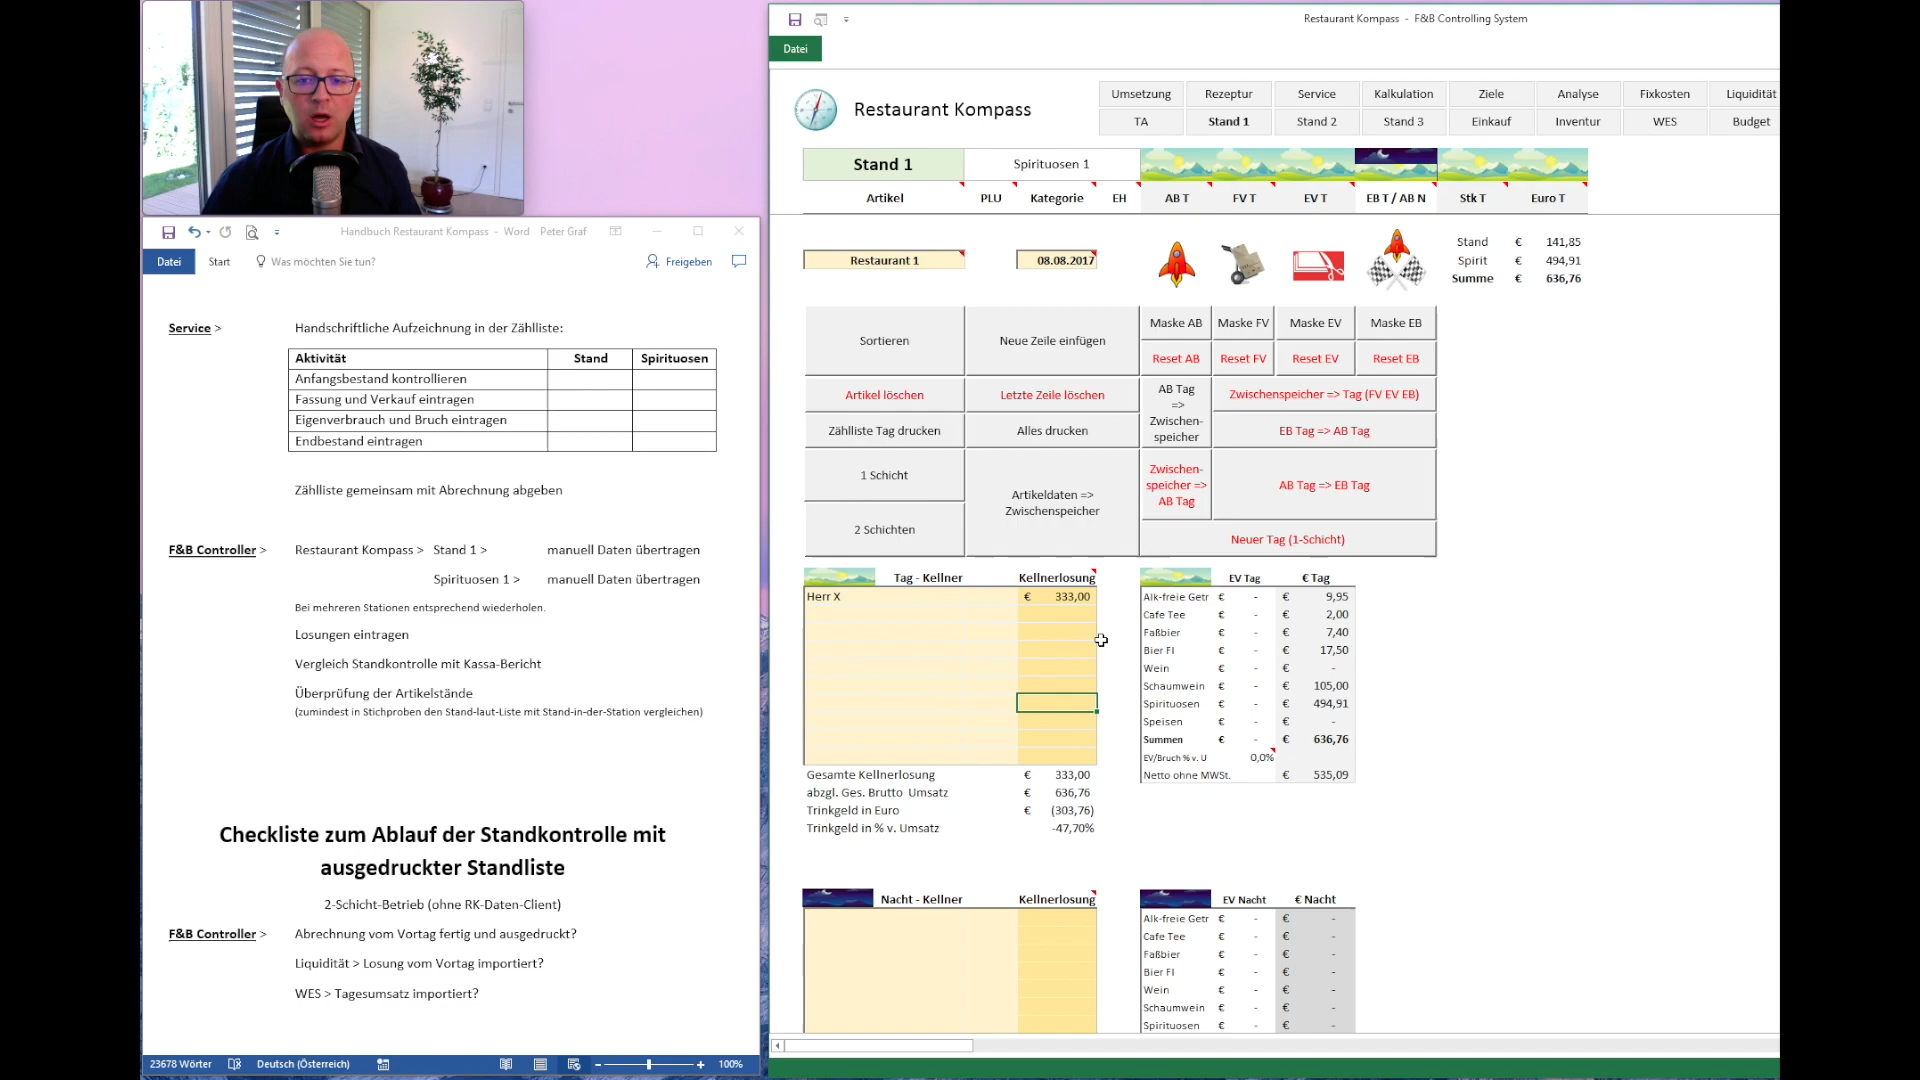 Handbuch Restaurant Kompass - Word Peter Graf
Datei Start Was möchten Sie tun? Freigeben
Service > Handschriftliche Aufzeichnung in der Zählliste:
Aktivität Stand Spirituosen
Anfangsbestand kontrollieren
Fassung und Verkauf eintragen
Eigenverbrauch und Bruch eintragen
Endbestand eintragen
Zählliste gemeinsam mit Abrechnung abgeben
F&B Controller > Restaurant Kompass > Stand 1 > manuell Daten übertragen
Spirituosen 1 > manuell Daten übertragen
Bei mehreren Stationen entsprechend wiederholen.
Losungen eintragen
Vergleich Standkontrolle mit Kassa-Bericht
Überprüfung der Artikelstände
(zumindest in Stichproben den Stand-laut-Liste mit Stand-in-der-Station vergleichen)
Checkliste zum Ablauf der Standkontrolle mit
ausgedruckter Standliste
2-Schicht-Betrieb (ohne RK-Daten-Client)
F&B Controller > Abrechnung vom Vortag fertig und ausgedruckt?
Liquidität > Losung vom Vortag importiert?
WES > Tagesumsatz importiert?
23678 Wörter Deutsch (Österreich) 100%
Restaurant Kompass - F&B Controlling System
Datei
Restaurant Kompass
Umsetzung Rezeptur Service Kalkulation Ziele Analyse Fixkosten Liquidität
TA Stand 1 Stand 2 Stand 3 Einkauf Inventur WES Budget
Stand 1 Spirituosen 1
Artikel PLU Kategorie EH AB T FV T EV T EB T / AB N Stk T Euro T
Restaurant 1 08.08.2017
Stand € 141,85
Spirit € 494,91
Summe € 636,76
Sortieren Neue Zeile einfügen Maske AB Maske FV Maske EV Maske EB
Reset AB Reset FV Reset EV Reset EB
Artikel löschen Letzte Zeile löschen
AB Tag
=>
Zwischen-
speicher
Zwischenspeicher => Tag (FV EV EB)
Zählliste Tag drucken Alles drucken EB Tag => AB Tag
1 Schicht
2 Schichten
Artikeldaten =>
Zwischenspeicher
Zwischen-
speicher =>
AB Tag
AB Tag => EB Tag
Neuer Tag (1-Schicht)
Tag - Kellner Kellnerlosung
Herr X € 333,00
Gesamte Kellnerlosung € 333,00
abzgl. Ges. Brutto Umsatz € 636,76
Trinkgeld in Euro € (303,76)
Trinkgeld in % v. Umsatz -47,70%
EV Tag € Tag
Alk-freie Getr € - € 9,95
Cafe Tee € - € 2,00
Faßbier € - € 7,40
Bier Fl € - € 17,50
Wein € - € -
Schaumwein € - € 105,00
Spirituosen € - € 494,91
Speisen € - € -
Summen € - € 636,76
EV/Bruch % v. U 0,0%
Netto ohne MWSt. € 535,09
Nacht - Kellner Kellnerlosung
EV Nacht € Nacht
Alk-freie Getr € - € -
Cafe Tee € - € -
Faßbier € - € -
Bier Fl € - € -
Wein € - € -
Schaumwein € - € -
Spirituosen € - € -